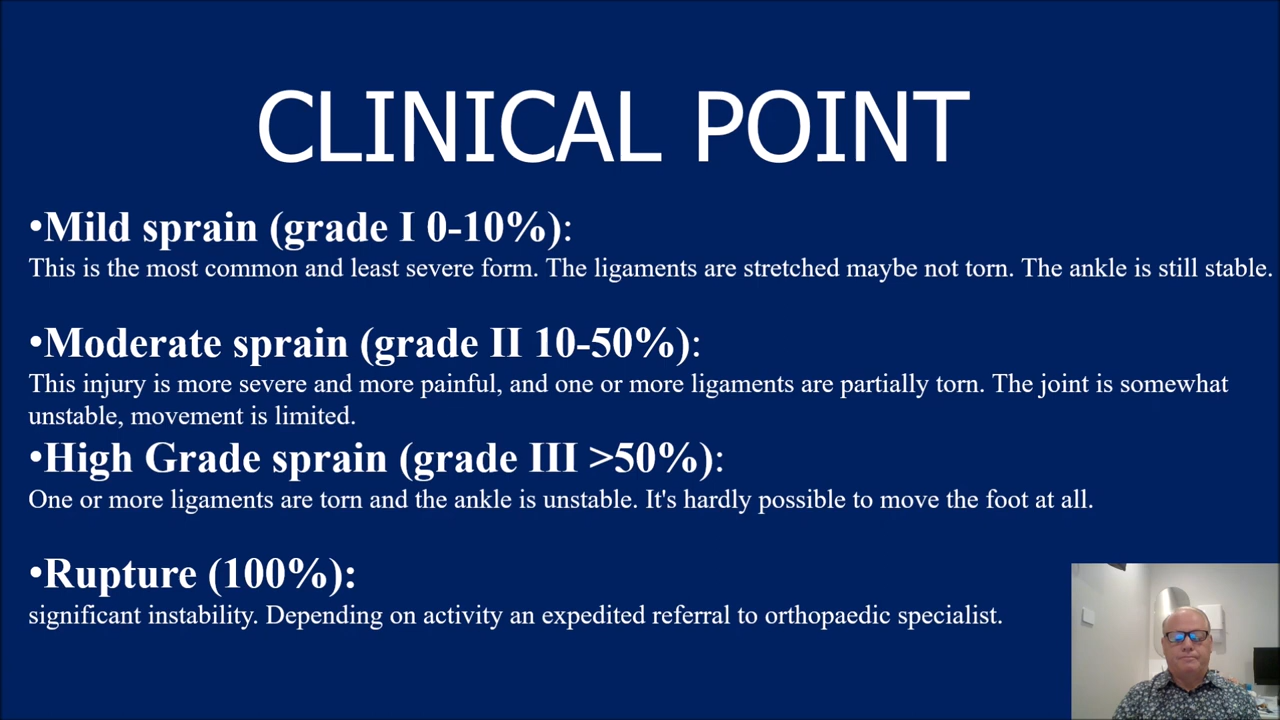 CLINICAL POINT
•Mild sprain (grade I 0-10%):
This is the most common and least severe form. The ligaments are stretched maybe not torn. The ankle is still stable.
•Moderate sprain (grade II 10-50%):
This injury is more severe and more painful, and one or more ligaments are partially torn. The joint is somewhat
unstable, movement is limited.
•High Grade sprain (grade III >50%):
One or more ligaments are torn and the ankle is unstable. It's hardly possible to move the foot at all.
•Rupture (100%):
significant instability. Depending on activity an expedited referral to orthopaedic specialist.